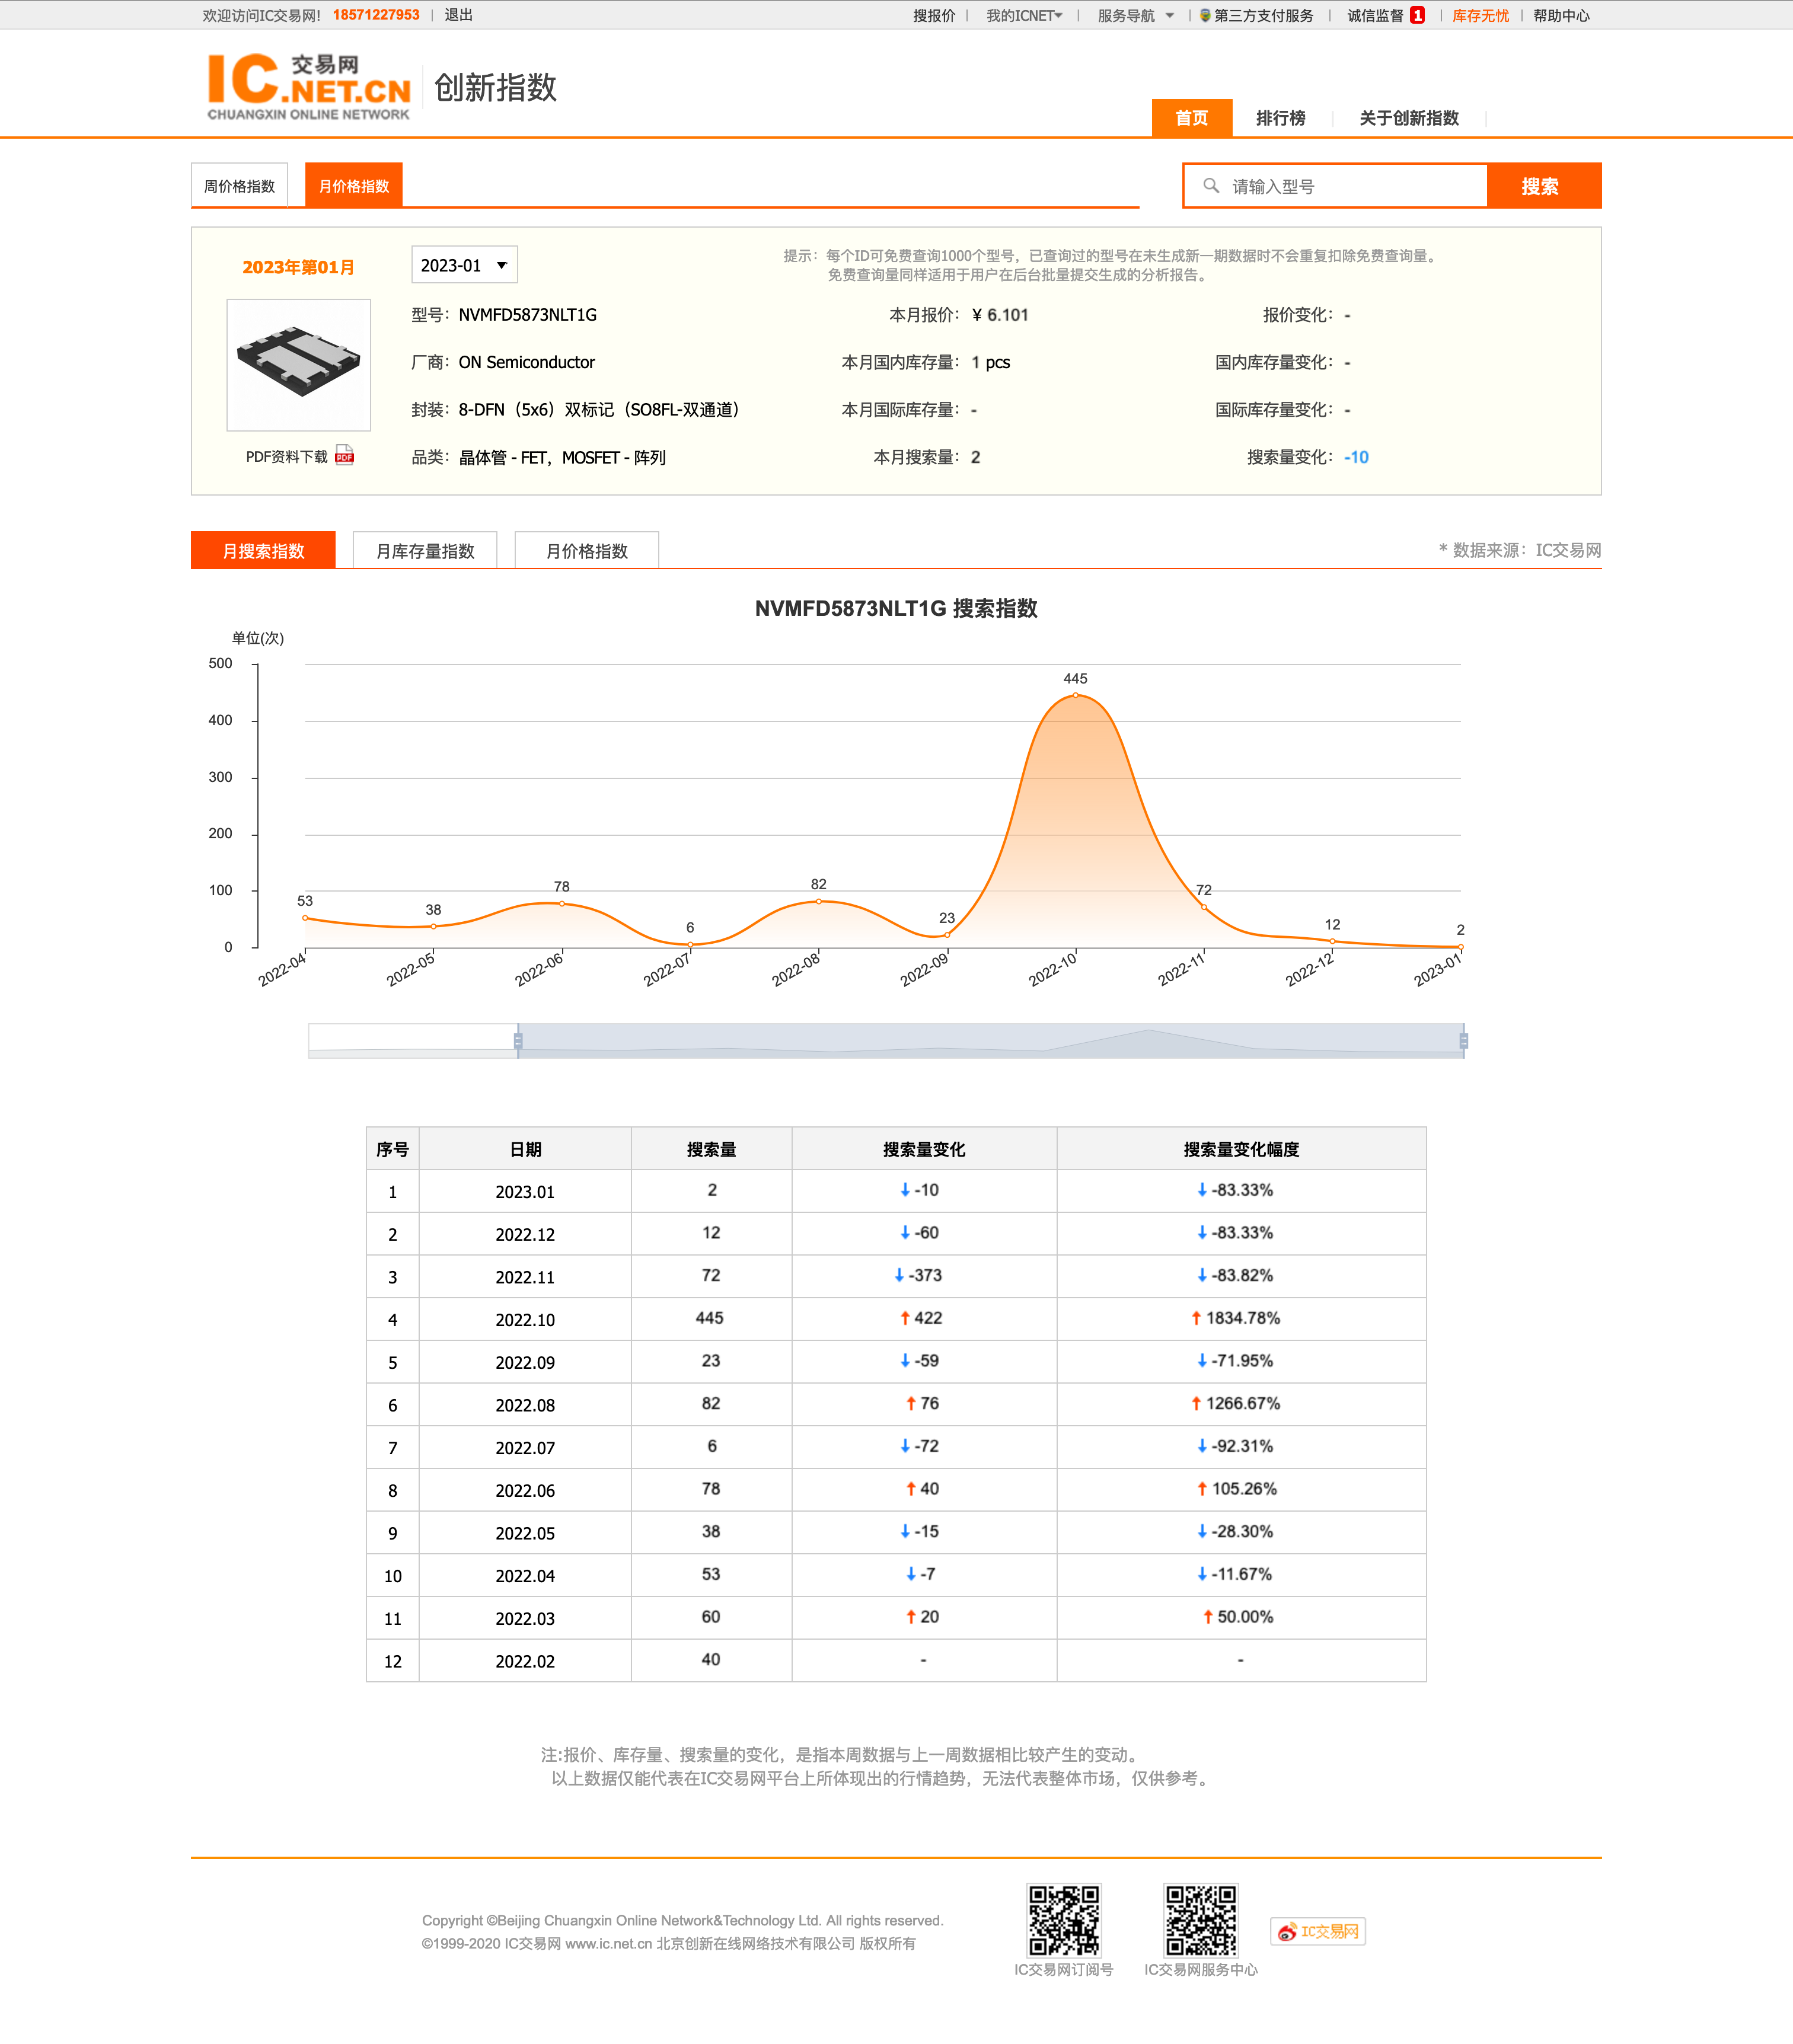 欢迎访问IC交易网! 18571227953 | 退出
搜报价 | 我的ICNET | 服务导航 | 第三方支付服务 | 诚信监督 1 | 库存无忧 | 帮助中心
IC 交易网 .NET.CN
CHUANGXIN ONLINE NETWORK
创新指数
首页 排行榜 关于创新指数
周价格指数 月价格指数
请输入型号 搜索
2023年第01月 2023-01
提示：每个ID可免费查询1000个型号，已查询过的型号在未生成新一期数据时不会重复扣除免费查询量。
免费查询量同样适用于用户在后台批量提交生成的分析报告。
型号：NVMFD5873NLT1G 本月报价：¥ 6.101 报价变化：-
厂商：ON Semiconductor 本月国内库存量：1 pcs 国内库存量变化：-
封装：8-DFN（5x6）双标记（SO8FL-双通道） 本月国际库存量：- 国际库存量变化：-
PDF资料下载 PDF 品类：晶体管 - FET，MOSFET - 阵列 本月搜索量：2 搜索量变化：-10
月搜索指数 月库存量指数 月价格指数 * 数据来源：IC交易网
NVMFD5873NLT1G 搜索指数
单位(次)
500
445
400
300
200
100
53 38 78 6 82 23 72 12 2
0
2022-04 2022-05 2022-06 2022-07 2022-08 2022-09 2022-10 2022-11 2022-12 2023-01
序号 日期 搜索量 搜索量变化 搜索量变化幅度
1 2023.01 2 ↓-10 ↓-83.33%
2 2022.12 12 ↓-60 ↓-83.33%
3 2022.11 72 ↓-373 ↓-83.82%
4 2022.10 445 ↑422 ↑1834.78%
5 2022.09 23 ↓-59 ↓-71.95%
6 2022.08 82 ↑76 ↑1266.67%
7 2022.07 6 ↓-72 ↓-92.31%
8 2022.06 78 ↑40 ↑105.26%
9 2022.05 38 ↓-15 ↓-28.30%
10 2022.04 53 ↓-7 ↓-11.67%
11 2022.03 60 ↑20 ↑50.00%
12 2022.02 40 - -
注:报价、库存量、搜索量的变化，是指本周数据与上一周数据相比较产生的变动。
以上数据仅能代表在IC交易网平台上所体现出的行情趋势，无法代表整体市场，仅供参考。
Copyright ©Beijing Chuangxin Online Network&Technology Ltd. All rights reserved.
©1999-2020 IC交易网 www.ic.net.cn 北京创新在线网络技术有限公司 版权所有
IC交易网订阅号 IC交易网服务中心 IC交易网